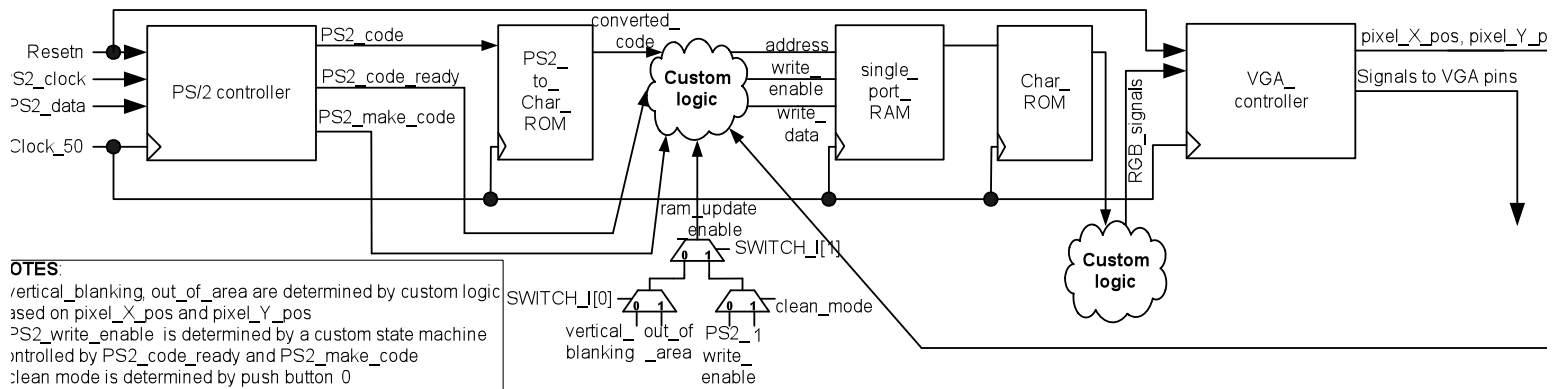 Resetn
PS2_clock
PS2_data
Clock_50
PS/2 controller
PS2_code
PS2_code_ready
PS2_make_code
PS2_
to_
Char_
ROM
converted_
code
Custom
logic
address
write_
enable
write_
data
single_
port_
RAM
Char_
ROM
RGB_signals
VGA_
controller
pixel_X_pos, pixel_Y_p
Signals to VGA pins
ram_update
_enable
0 1
SWITCH_I[1]
SWITCH_I[0]
0 1
0 1
clean_mode
vertical_
blanking
out_of
_area
PS2_
write_
enable
1
Custom
logic
OTES:
vertical_blanking, out_of_area are determined by custom logic
ased on pixel_X_pos and pixel_Y_pos
PS2_write_enable is determined by a custom state machine
ontrolled by PS2_code_ready and PS2_make_code
clean mode is determined by push button 0